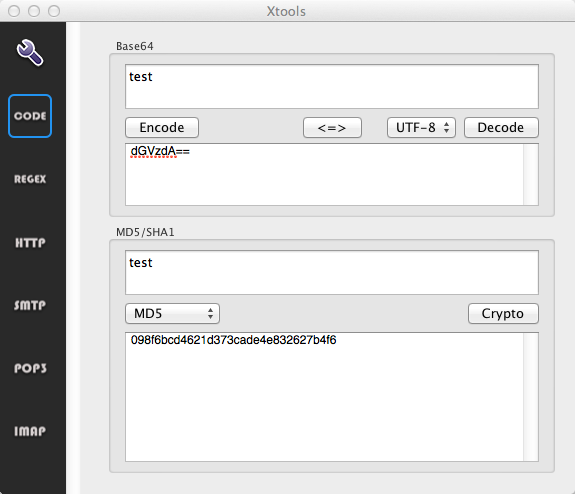 Xtools
CODE
REGEX
HTTP
SMTP
POP3
IMAP
Base64
test
Encode
<=>
UTF-8
Decode
dGVzdA==
MD5/SHA1
test
MD5
Crypto
098f6bcd4621d373cade4e832627b4f6